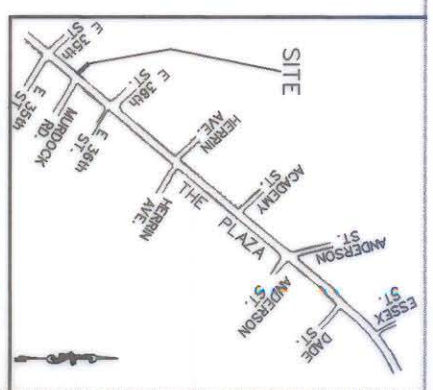 SITE
E 35th
ST.
E 35th
ST
MURDOCK
RD.
E 36th
ST.
E 36th
ST.
HERRIN
AVE.
HERRIN
AVE.
THE PLAZA
ACADEMY
ST.
ANDERSON
ST.
ANDERSON
ST.
DADE
ST.
ESSEX
ST.